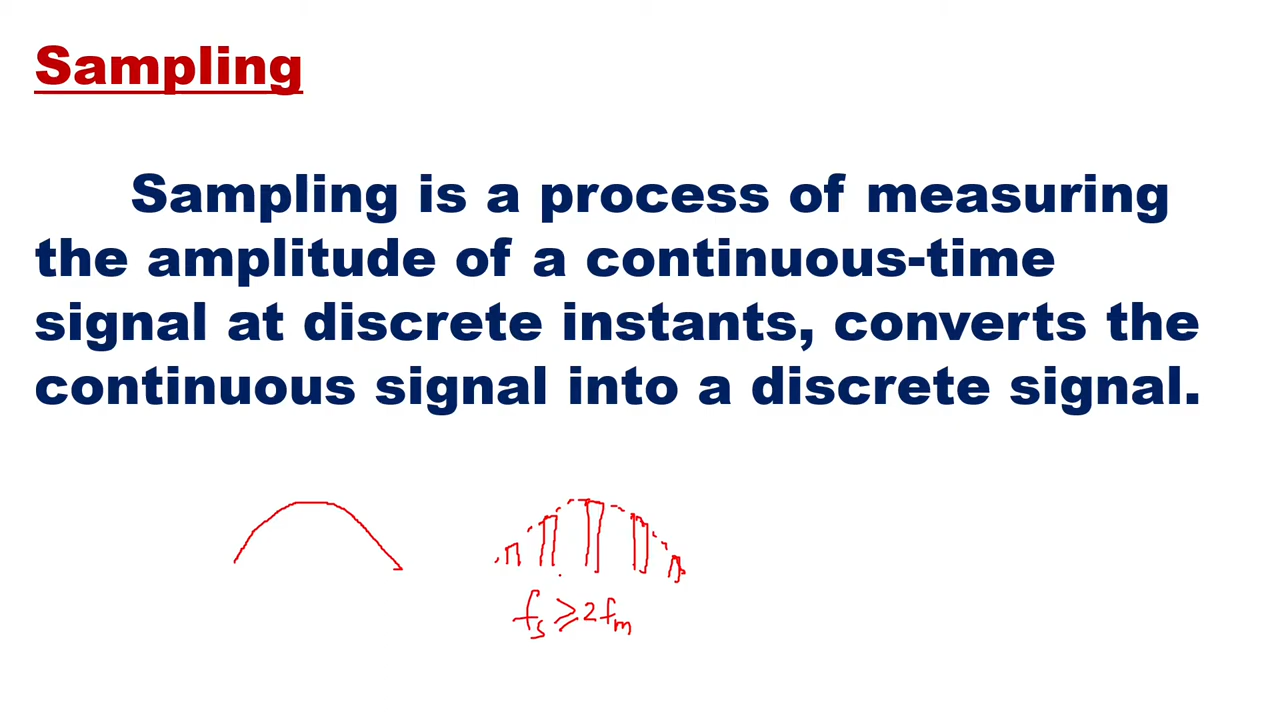 Sampling
Sampling is a process of measuring
the amplitude of a continuous-time
signal at discrete instants, converts the
continuous signal into a discrete signal.
fs ⩾ 2fm